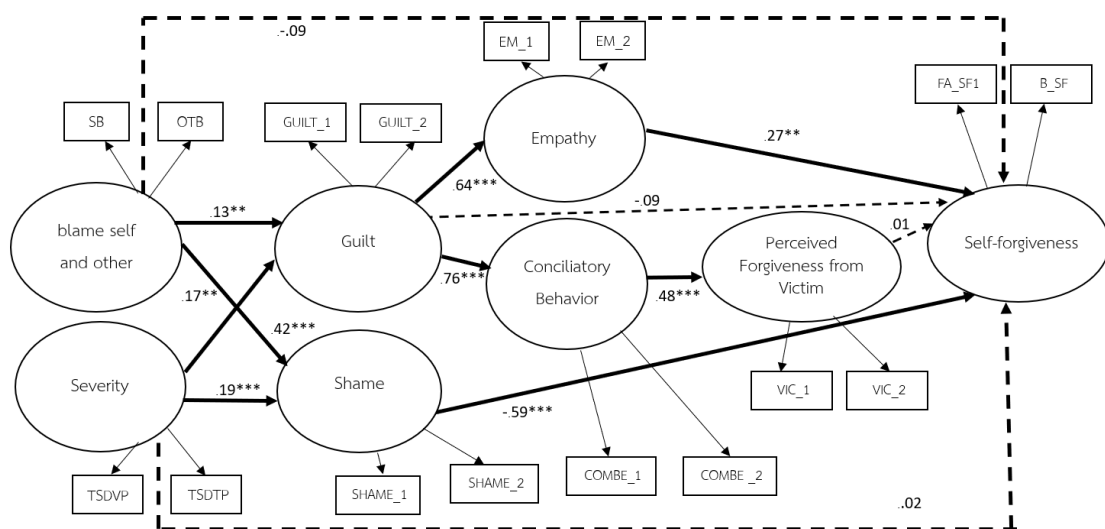 .-.09
EM_1
EM_2
FA_SF1
B_SF
SB
OTB
GUILT_1
GUILT_2
Empathy
.27**
.64***
blame self
and other
.13**
Guilt
-.09
.01
Self-forgiveness
Perceived
Forgiveness from
Victim
.76***
Conciliatory
Behavior
.48***
.17**
.42***
Severity
.19***
Shame
-.59***
VIC_1
VIC_2
TSDVP
TSDTP
SHAME_1
SHAME_2
COMBE_1
COMBE_2
.02